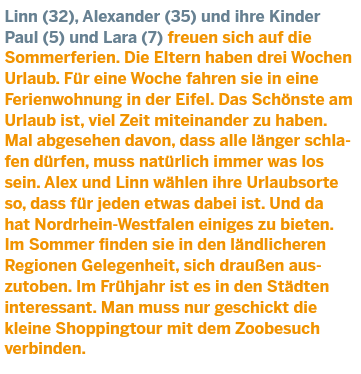 Linn (32), Alexander (35) und ihre Kinder
Paul (5) und Lara (7) freuen sich auf die
Sommerferien. Die Eltern haben drei Wochen
Urlaub. Für eine Woche fahren sie in eine
Ferienwohnung in der Eifel. Das Schönste am
Urlaub ist, viel Zeit miteinander zu haben.
Mal abgesehen davon, dass alle länger schla-
fen dürfen, muss natürlich immer was los
sein. Alex und Linn wählen ihre Urlaubsorte
so, dass für jeden etwas dabei ist. Und da
hat Nordrhein-Westfalen einiges zu bieten.
Im Sommer finden sie in den ländlicheren
Regionen Gelegenheit, sich draußen aus-
zutoben. Im Frühjahr ist es in den Städten
interessant. Man muss nur geschickt die
kleine Shoppingtour mit dem Zoobesuch
verbinden.